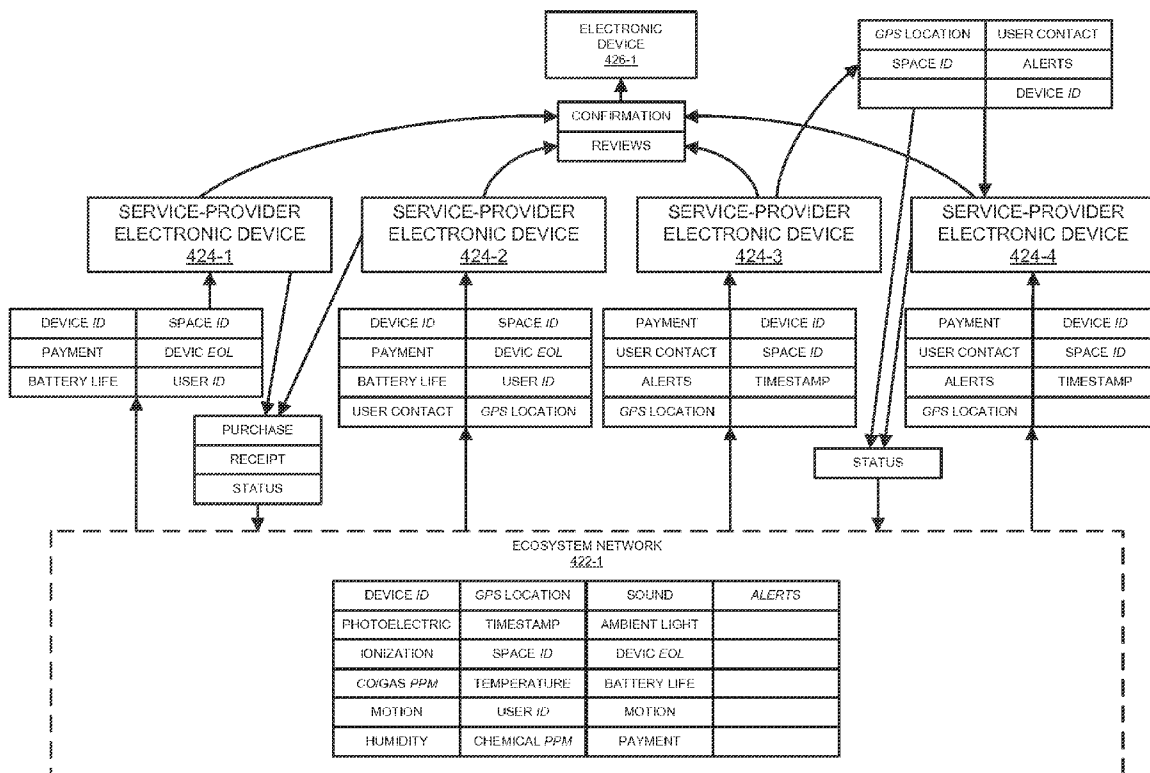 ELECTRONIC
DEVICE
426-1
GPS LOCATION USER CONTACT
SPACE ID ALERTS
DEVICE ID
CONFIRMATION
REVIEWS
SERVICE-PROVIDER
ELECTRONIC DEVICE
424-1
SERVICE-PROVIDER
ELECTRONIC DEVICE
424-2
SERVICE-PROVIDER
ELECTRONIC DEVICE
424-3
SERVICE-PROVIDER
ELECTRONIC DEVICE
424-4
DEVICE ID SPACE ID
PAYMENT DEVIC EOL
BATTERY LIFE USER ID
DEVICE ID SPACE ID
PAYMENT DEVIC EOL
BATTERY LIFE USER ID
USER CONTACT GPS LOCATION
PAYMENT DEVICE ID
USER CONTACT SPACE ID
ALERTS TIMESTAMP
GPS LOCATION
PAYMENT DEVICE ID
USER CONTACT SPACE ID
ALERTS TIMESTAMP
GPS LOCATION
PURCHASE
RECEIPT
STATUS
STATUS
ECOSYSTEM NETWORK
422-1
DEVICE ID GPS LOCATION SOUND ALERTS
PHOTOELECTRIC TIMESTAMP AMBIENT LIGHT
IONIZATION SPACE ID DEVIC EOL
CO/GAS PPM TEMPERATURE BATTERY LIFE
MOTION USER ID MOTION
HUMIDITY CHEMICAL PPM PAYMENT